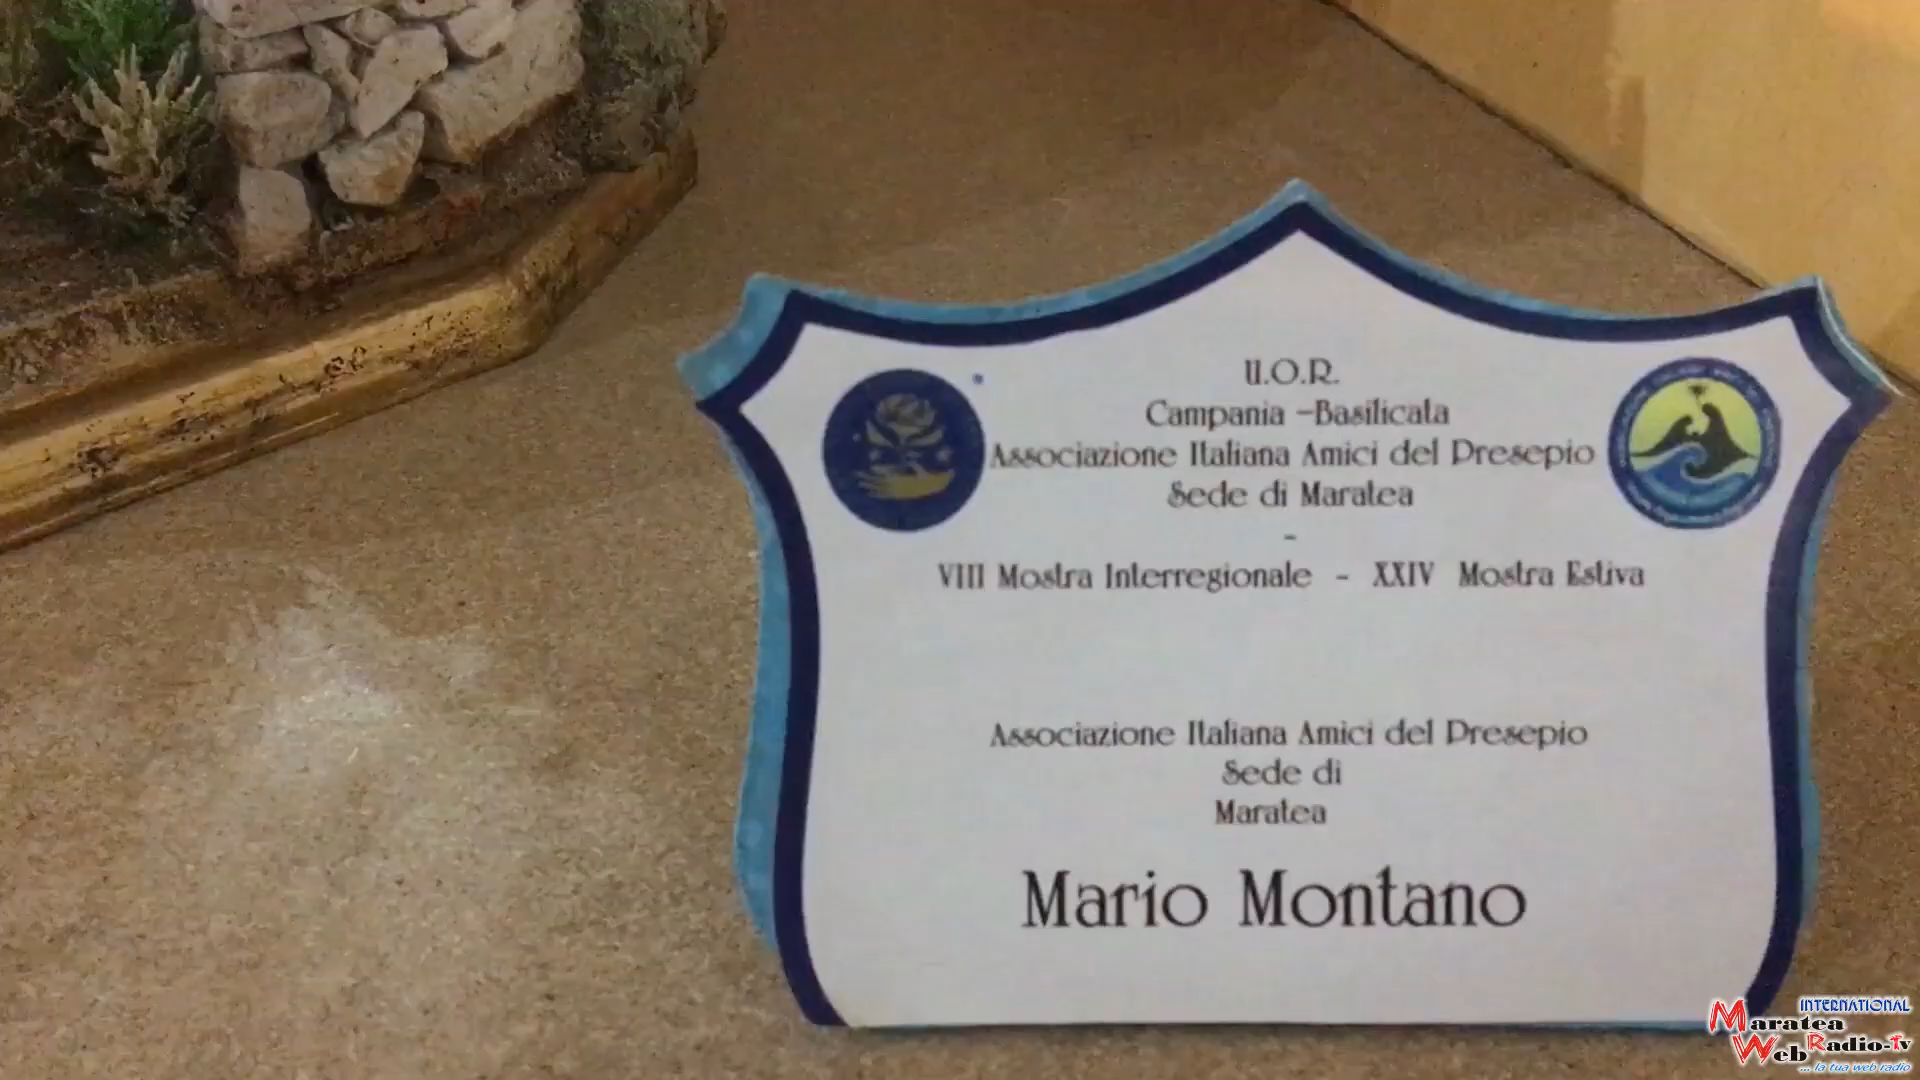 U.O.R.
Campania -Basilicata
Associazione Italiana Amici del Presepio
Sede di Maratea
-
VIII Mostra Interregionale - XXIV Mostra Estiva
Associazione Italiana Amici del Presepio
Sede di
Maratea
Mario Montano
INTERNATIONAL
Maratea
Web Radio-Tv
... la tua web radio